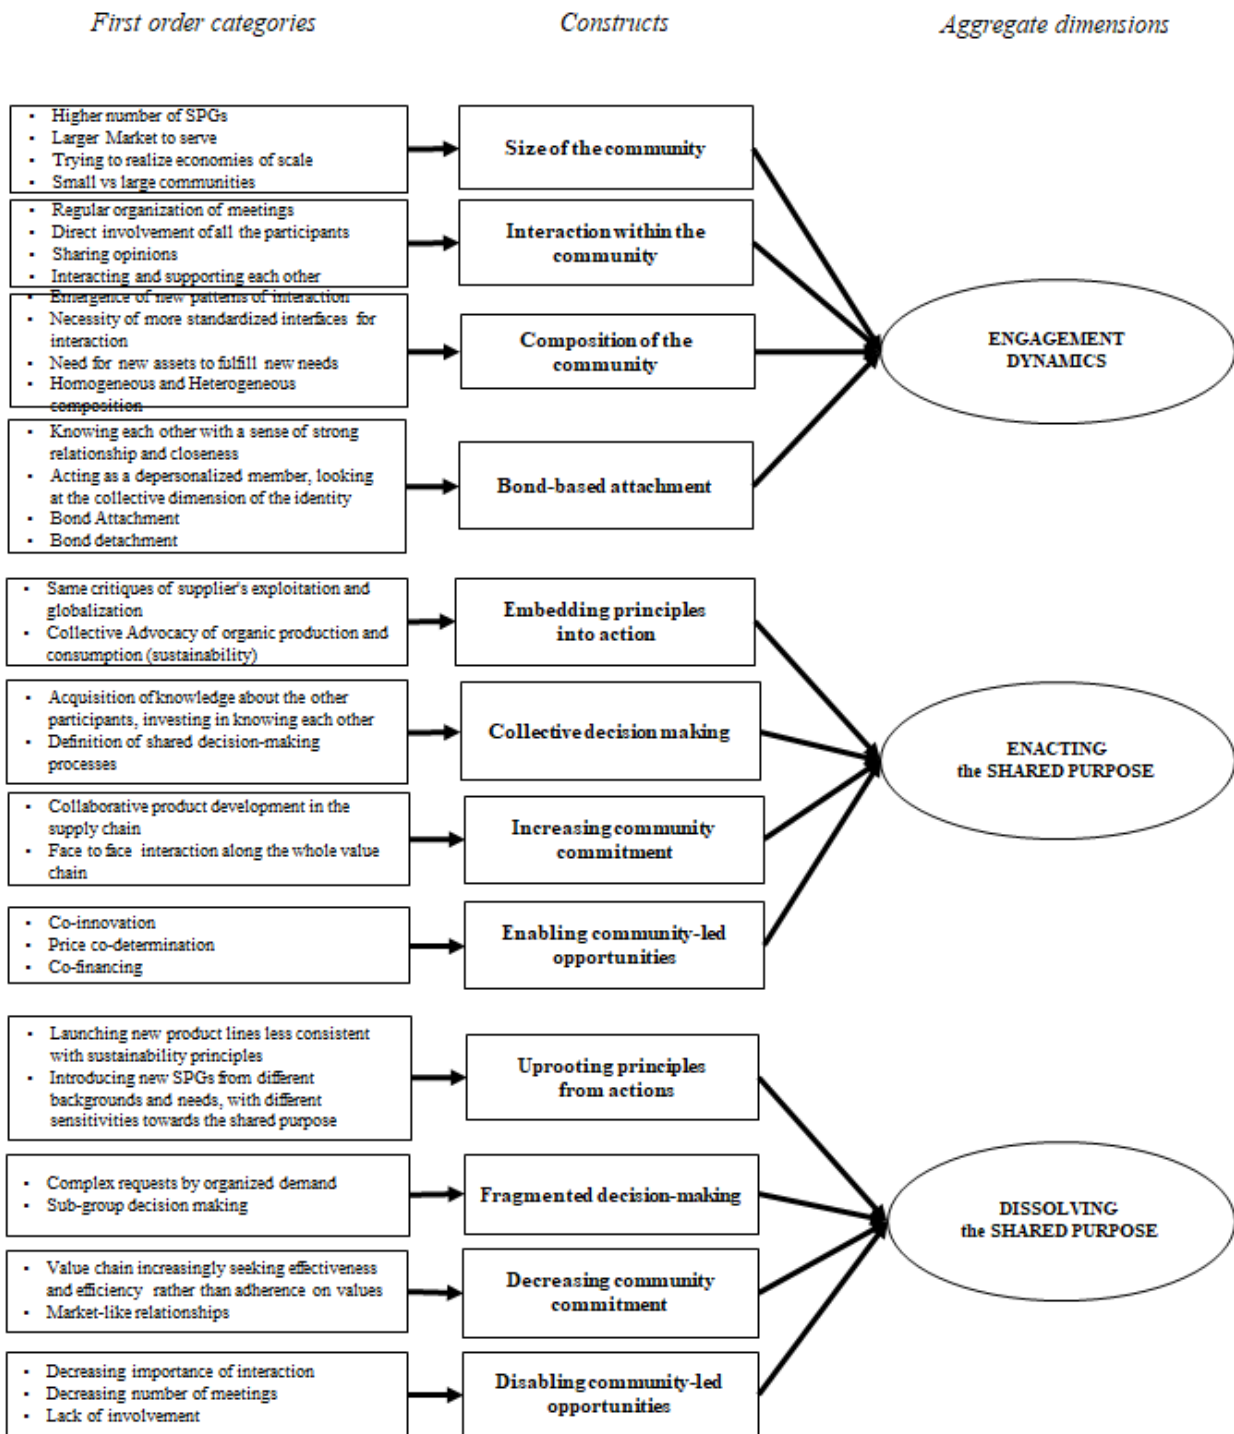 First order categories
Constructs
Aggregate dimensions
▪ Higher number of SPGs
▪ Larger Market to serve
▪ Trying to realize economies of scale
▪ Small vs large communities
Size of the community
▪ Regular organization of meetings
▪ Direct involvement of all the participants
▪ Sharing opinions
▪ Interacting and supporting each other
Interaction within the
community
▪ Emergence of new patterns of interaction
▪ Necessity of more standardized interfaces for
interaction
▪ Need for new assets to fulfill new needs
▪ Homogeneous and Heterogeneous
composition
Composition of the
community
▪ Knowing each other with a sense of strong
relationship and closeness
▪ Acting as a depersonalized member, looking
at the collective dimension of the identity
▪ Bond Attachment
▪ Bond detachment
Bond-based attachment
ENGAGEMENT
DYNAMICS
▪ Same critiques of supplier's exploitation and
globalization
▪ Collective Advocacy of organic production and
consumption (sustainability)
Embedding principles
into action
▪ Acquisition of knowledge about the other
participants, investing in knowing each other
▪ Definition of shared decision-making
processes
Collective decision making
▪ Collaborative product development in the
supply chain
▪ Face to face interaction along the whole value
chain
Increasing community
commitment
▪ Co-innovation
▪ Price co-determination
▪ Co-financing
Enabling community-led
opportunities
ENACTING
the SHARED PURPOSE
▪ Launching new product lines less consistent
with sustainability principles
▪ Introducing new SPGs from different
backgrounds and needs, with different
sensitivities towards the shared purpose
Uprooting principles
from actions
▪ Complex requests by organized demand
▪ Sub-group decision making
Fragmented decision-making
▪ Value chain increasingly seeking effectiveness
and efficiency rather than adherence on values
▪ Market-like relationships
Decreasing community
commitment
▪ Decreasing importance of interaction
▪ Decreasing number of meetings
▪ Lack of involvement
Disabling community-led
opportunities
DISSOLVING
the SHARED PURPOSE